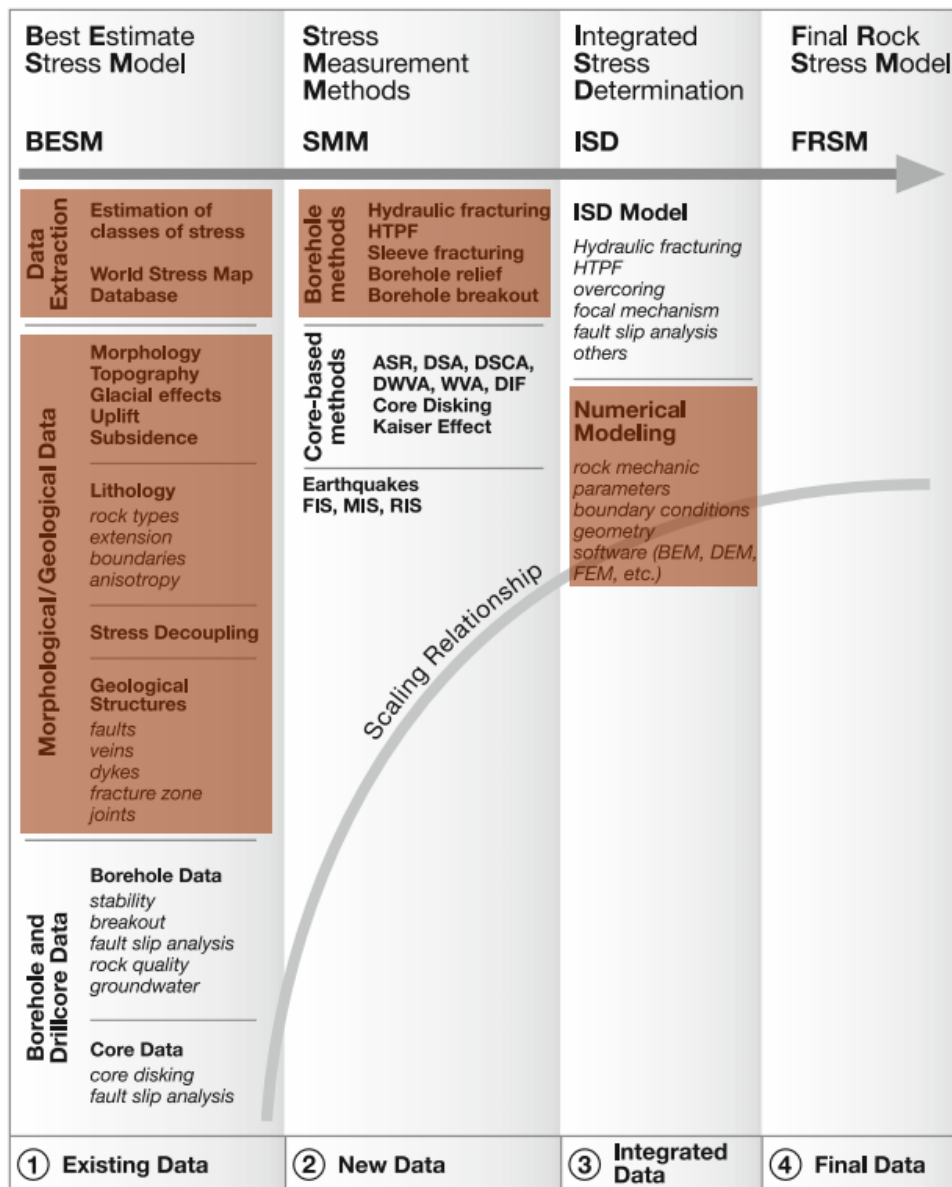 Best Estimate
Stress Model
BESM
Stress
Measurement
Methods
SMM
Integrated
Stress
Determination
ISD
Final Rock
Stress Model
FRSM
Data
Extraction
Estimation of
classes of stress
World Stress Map
Database
Morphological/Geological Data
Morphology
Topography
Glacial effects
Uplift
Subsidence
Lithology
rock types
extension
boundaries
anisotropy
Stress Decoupling
Geological
Structures
faults
veins
dykes
fracture zone
joints
Borehole and
Drillcore Data
Borehole Data
stability
breakout
fault slip analysis
rock quality
groundwater
Core Data
core disking
fault slip analysis
Borehole
methods
Hydraulic fracturing
HTPF
Sleeve fracturing
Borehole relief
Borehole breakout
Core-based
methods
ASR, DSA, DSCA,
DWVA, WVA, DIF
Core Disking
Kaiser Effect
Earthquakes
FIS, MIS, RIS
ISD Model
Hydraulic fracturing
HTPF
overcoring
focal mechanism
fault slip analysis
others
Numerical
Modeling
rock mechanic
parameters
boundary conditions
geometry
software (BEM, DEM,
FEM, etc.)
Scaling Relationship
1 Existing Data
2 New Data
3 Integrated
Data
4 Final Data